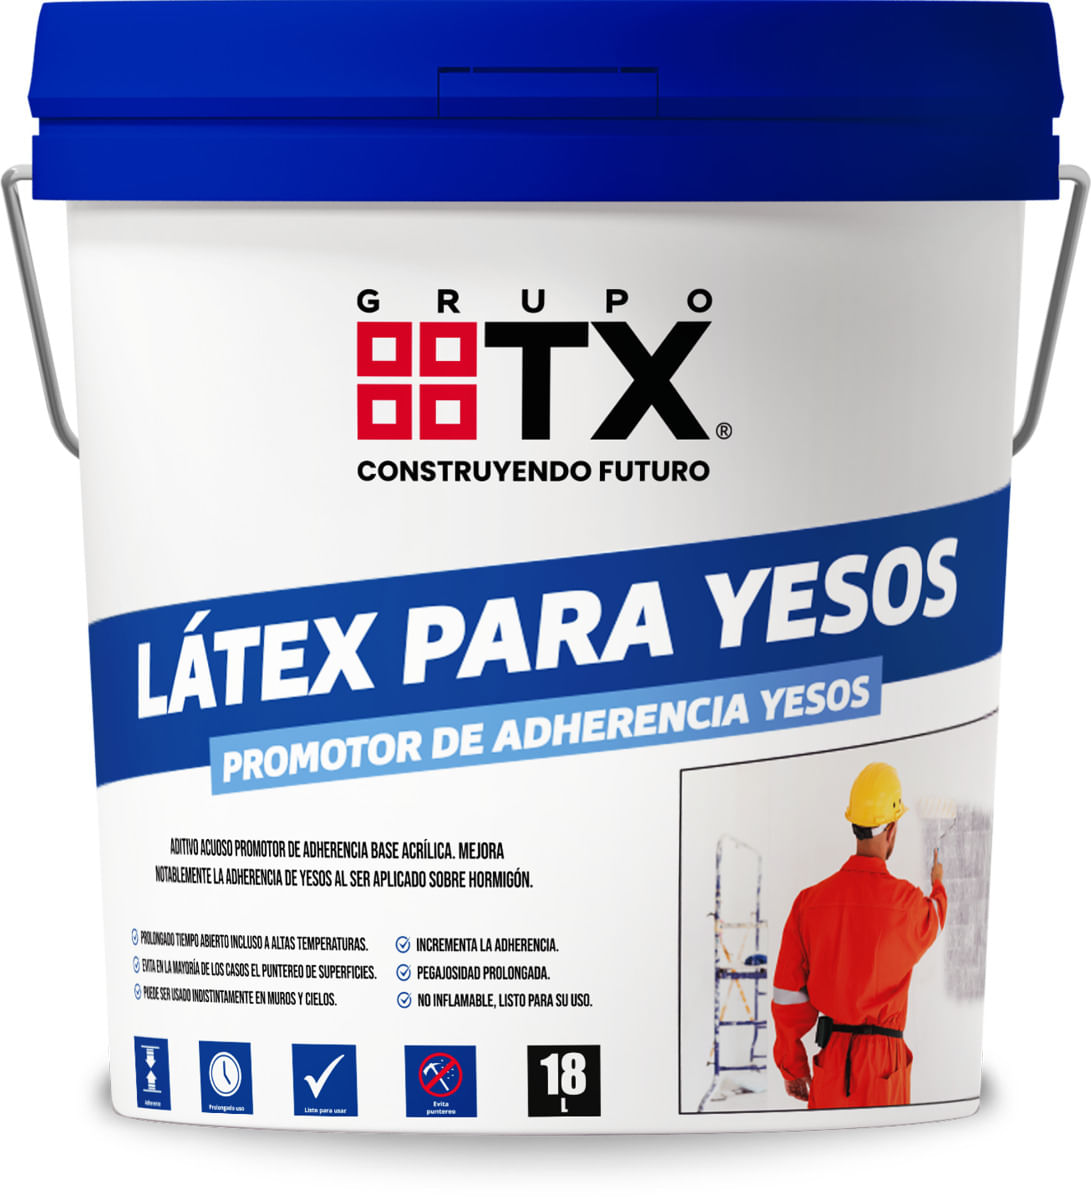 GRUPO
TX®
CONSTRUYENDO FUTURO
LÁTEX PARA YESOS
PROMOTOR DE ADHERENCIA YESOS
ADITIVO ACUOSO PROMOTOR DE ADHERENCIA BASE ACRÍLICA. MEJORA
NOTABLEMENTE LA ADHERENCIA DE YESOS AL SER APLICADO SOBRE HORMIGÓN.
PROLONGADO TIEMPO ABIERTO INCLUSO A ALTAS TEMPERATURAS.
EVITA EN LA MAYORÍA DE LOS CASOS EL PUNTEREO DE SUPERFICIES.
PUEDE SER USADO INDISTINTAMENTE EN MUROS Y CIELOS.
INCREMENTA LA ADHERENCIA.
PEGAJOSIDAD PROLONGADA.
NO INFLAMABLE, LISTO PARA SU USO.
Adherente
Prolongado uso
Listo para usar
Evita
puntereo
18
L